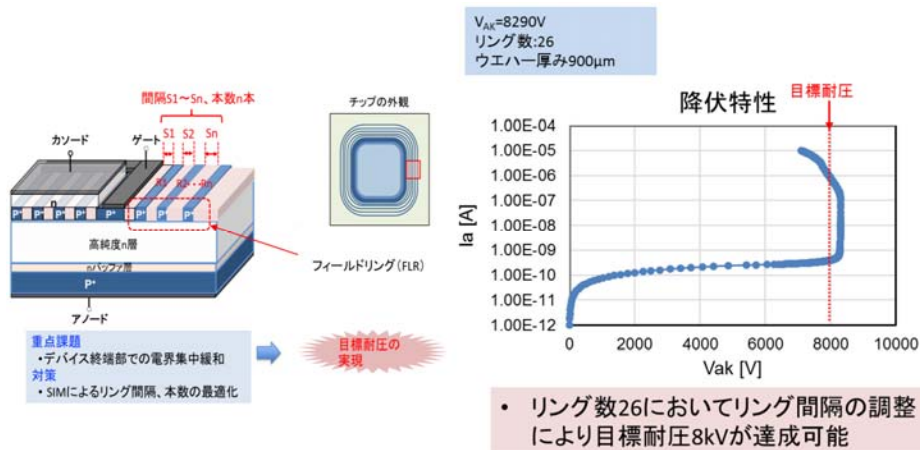 V_AK=8290V
リング数:26
ウエハー厚み900μm
間隔S1～Sn、本数n本
S1
S2
Sn
カソード
ゲート
R1
R2・・・Rn
n
P⁺
P⁺
P⁺
P⁺
P⁺
P⁺
P⁺
P⁺
高純度n層
nバッファ層
P⁺
アノード
チップの外観
フィールドリング（FLR）
重点課題
・デバイス終端部での電界集中緩和
対策
・SIMによるリング間隔、本数の最適化
目標耐圧の
実現
目標耐圧
降伏特性
Ia [A]
1.00E-04
1.00E-05
1.00E-06
1.00E-07
1.00E-08
1.00E-09
1.00E-10
1.00E-11
1.00E-12
0
2000
4000
6000
8000
10000
Vak [V]
• リング数26においてリング間隔の調整
により目標耐圧8kVが達成可能